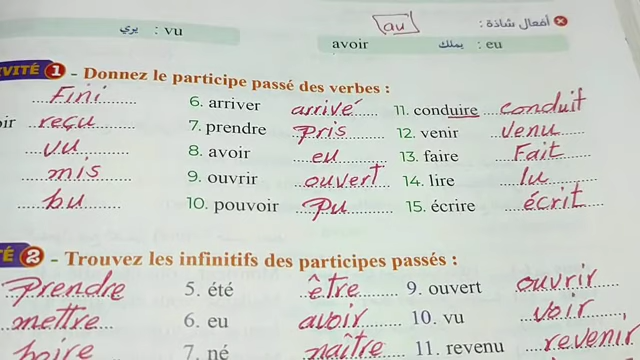 يري : vu
au
أفعال شاذة :
avoir يملك : eu
VITÉ 1 - Donnez le participe passé des verbes :
Fini 6. arriver arrivé 11. conduire conduit
ir reçu 7. prendre pris 12. venir venu
vu 8. avoir eu 13. faire Fait
mis 9. ouvrir ouvert 14. lire lu
bu 10. pouvoir pu 15. écrire écrit
É 2 - Trouvez les infinitifs des participes passés :
prendre 5. été être 9. ouvert ouvrir
mettre 6. eu avoir 10. vu voir
boire 7. né naître 11. revenu revenir